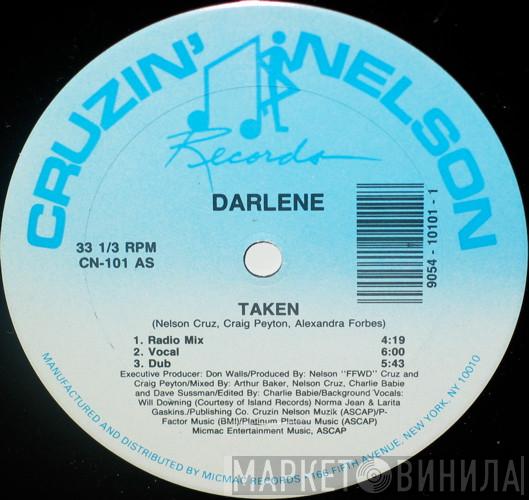 CRUZIN' NELSON
Records
DARLENE
33 1/3 RPM
CN-101 AS
9054 - 10101 - 1
TAKEN
(Nelson Cruz, Craig Peyton, Alexandra Forbes)
1. Radio Mix 4:19
2. Vocal 6:00
3. Dub 5:43
Executive Producer: Don Walls/Produced By: Nelson "FFWD" Cruz and
Craig Peyton/Mixed By: Arthur Baker, Nelson Cruz, Charlie Babie
and Dave Sussman/Edited By: Charlie Babie/Background Vocals:
Will Downing (Courtesy of Island Records) Norma Jean & Larita
Gaskins./Publishing Co. Cruzin Nelson Muzik (ASCAP)/P-
Factor Music (BMI)/Platinum Plateau Music (ASCAP)
Micmac Entertainment Music, ASCAP
MANUFACTURED AND DISTRIBUTED BY MICMAC RECORDS • 166 FIFTH AVENUE, NEW YORK, NY 10010
МАРКЕТ ВИНИЛА